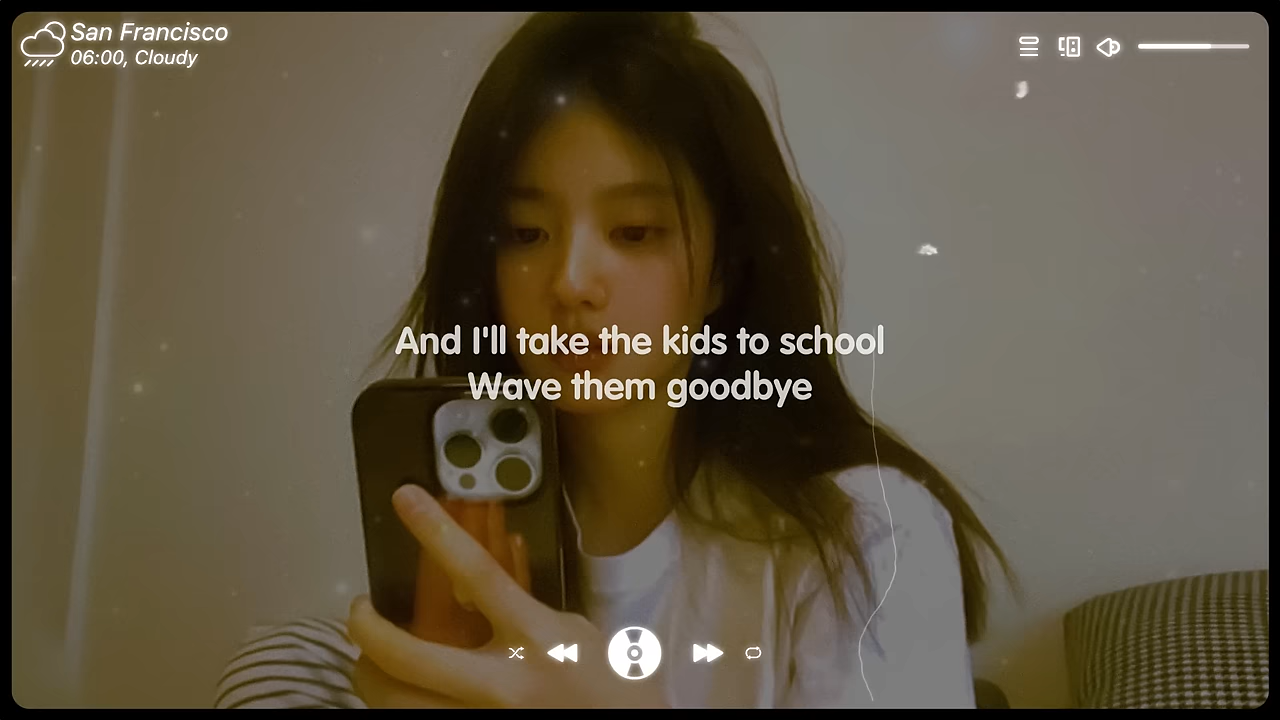 San Francisco
06:00, Cloudy
And I'll take the kids to school
Wave them goodbye